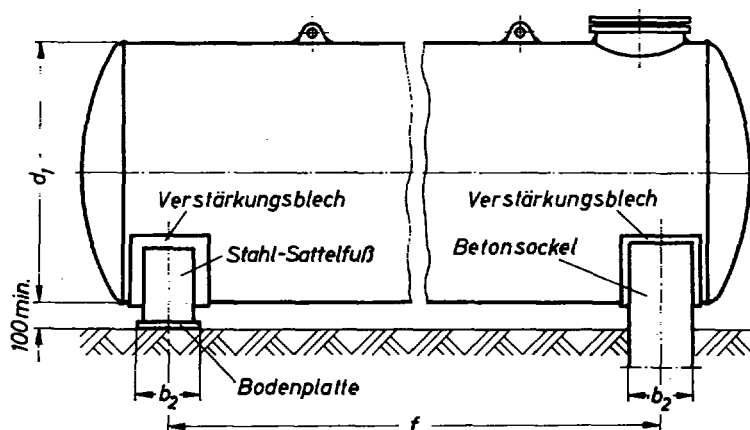 d₁
Verstärkungsblech
Verstärkungsblech
Stahl-Sattelfuß
Betonsockel
100 min.
Bodenplatte
b₂
b₂
f